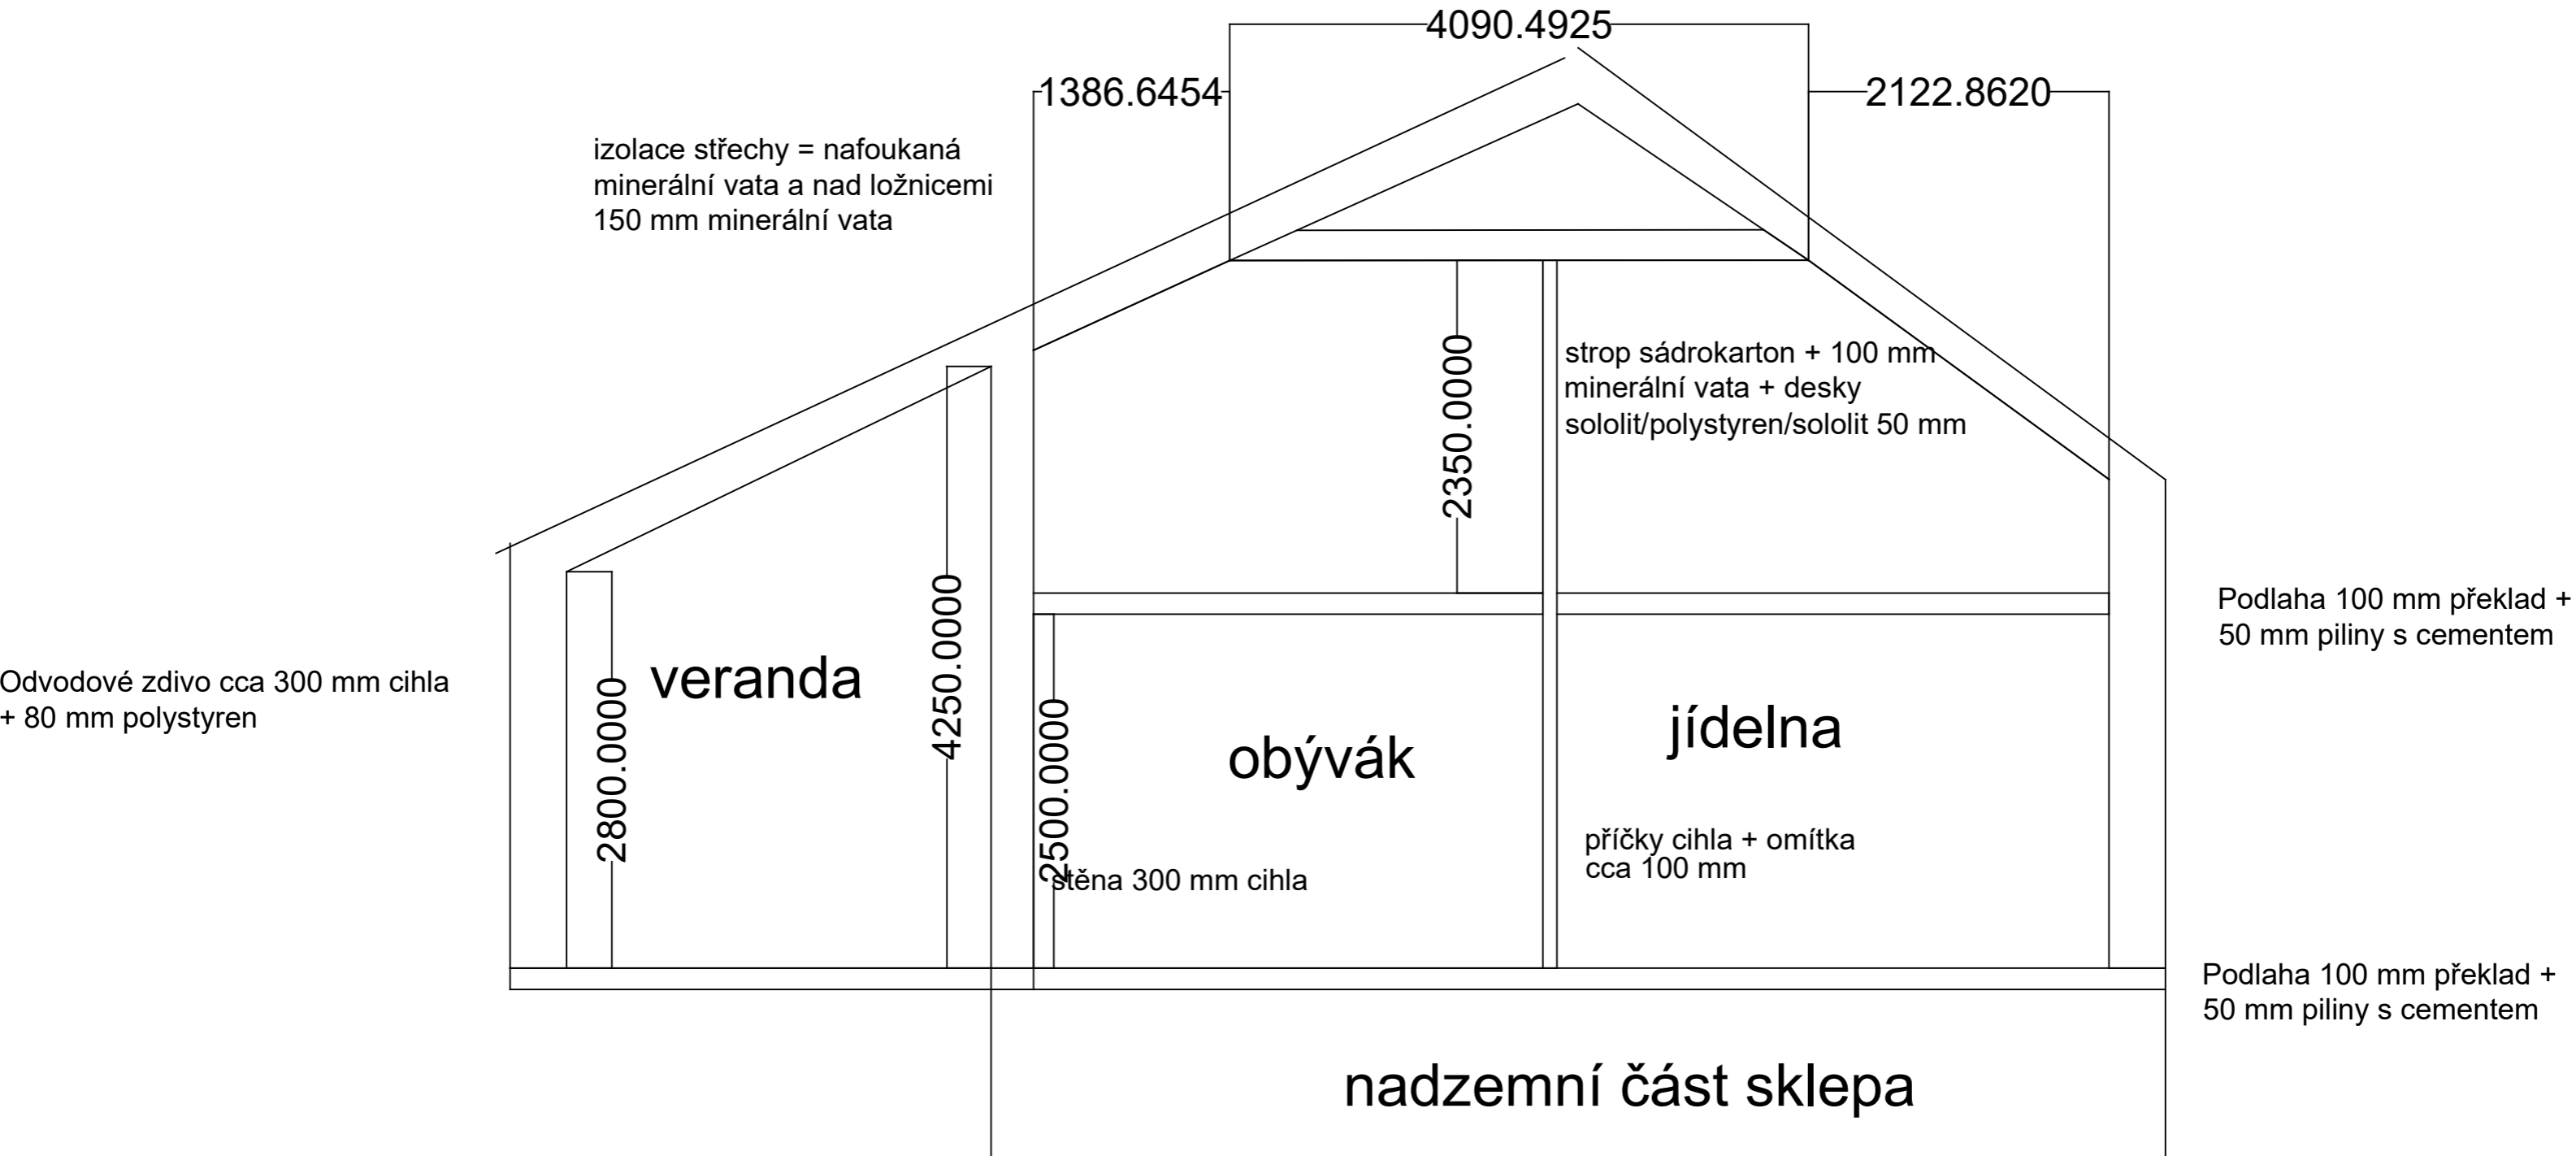 4090.4925
1386.6454
2122.8620
izolace střechy = nafoukaná
minerální vata a nad ložnicemi
150 mm minerální vata
2350.0000
strop sádrokarton + 100 mm
minerální vata + desky
sololit/polystyren/sololit 50 mm
Podlaha 100 mm překlad +
50 mm piliny s cementem
Odvodové zdivo cca 300 mm cihla
+ 80 mm polystyren
2800.0000
veranda
4250.0000
2500.0000
obývák
jídelna
stěna 300 mm cihla
příčky cihla + omítka
cca 100 mm
Podlaha 100 mm překlad +
50 mm piliny s cementem
nadzemní část sklepa